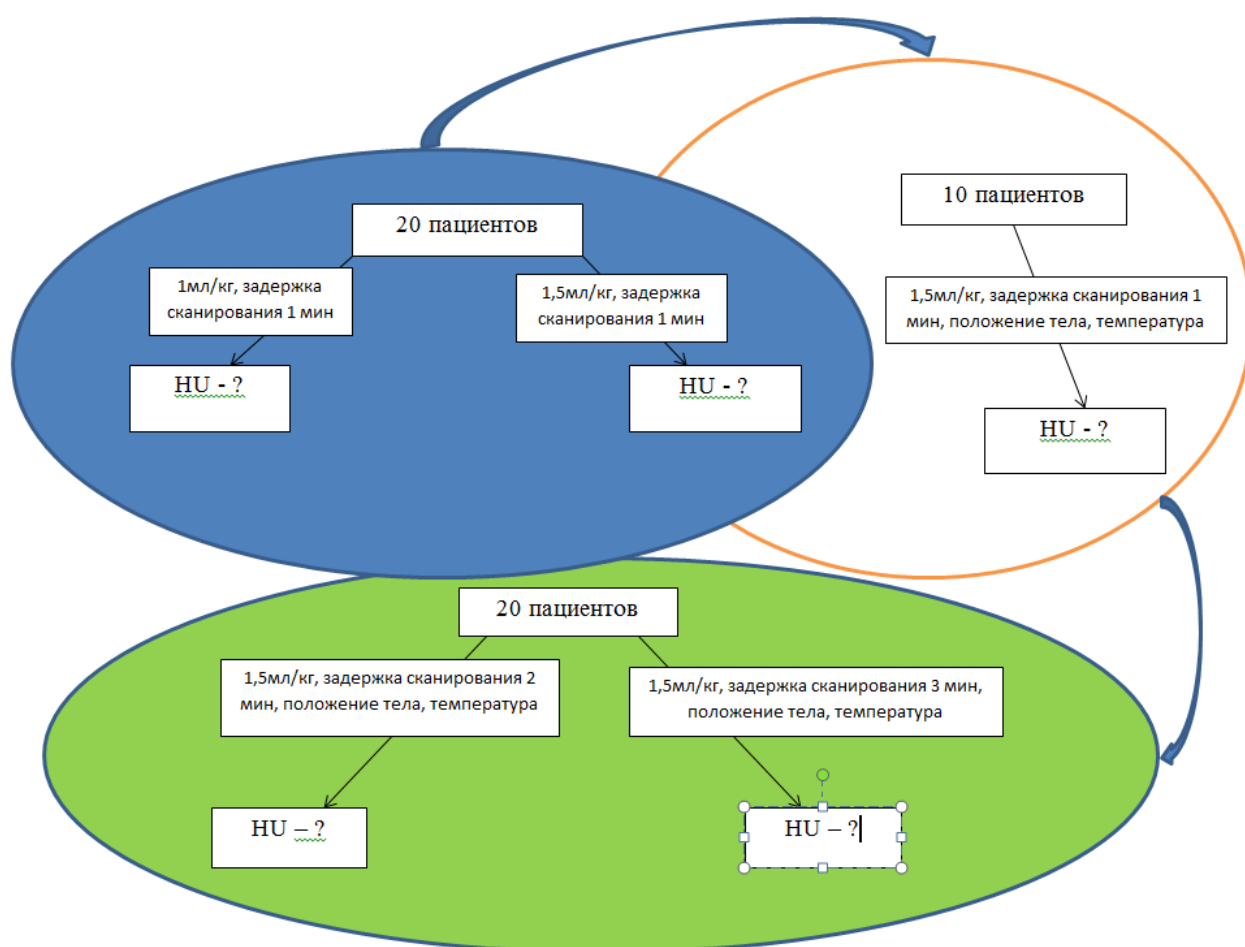 20 пациентов
1мл/кг, задержка
сканирования 1 мин
1,5мл/кг, задержка
сканирования 1 мин
HU - ?
HU - ?
10 пациентов
1,5мл/кг, задержка сканирования 1
мин, положение тела, температура
HU - ?
20 пациентов
1,5мл/кг, задержка сканирования 2
мин, положение тела, температура
1,5мл/кг, задержка сканирования 3 мин,
положение тела, температура
HU – ?
HU – ?